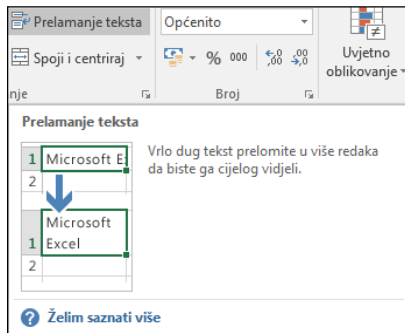 Prelamanje teksta
Općenito
Spoji i centriraj
% 000
,00
Uvjetno
oblikovanje
nje
Broj
Prelamanje teksta
1 Microsoft E
2
Vrlo dug tekst prelomite u više redaka
da biste ga cijelog vidjeli.
Microsoft
1 Excel
2
? Želim saznati više